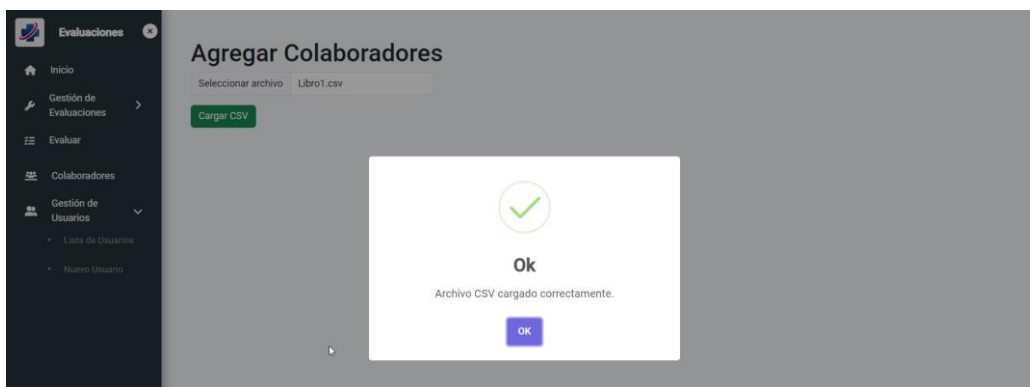 Evaluaciones
Inicio
Gestión de
Evaluaciones
Evaluar
Colaboradores
Gestión de
Usuarios
Lista de Usuarios
Nuevo Usuario
Agregar Colaboradores
Seleccionar archivo Libro1.csv
Cargar CSV
Ok
Archivo CSV cargado correctamente.
OK